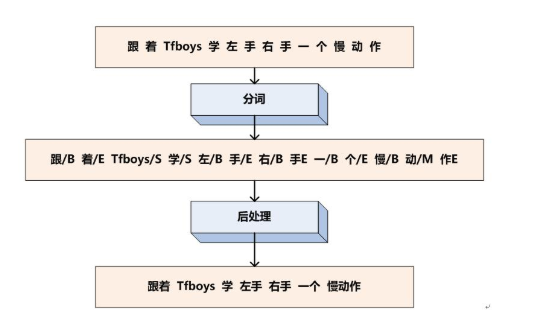 跟 着 Tfboys 学 左 手 右 手 一 个 慢 动 作
分词
跟/B 着/E Tfboys/S 学/S 左/B 手/E 右/B 手E 一/B 个/E 慢/B 动/M 作E
后处理
跟着 Tfboys 学 左手 右手 一个 慢动作